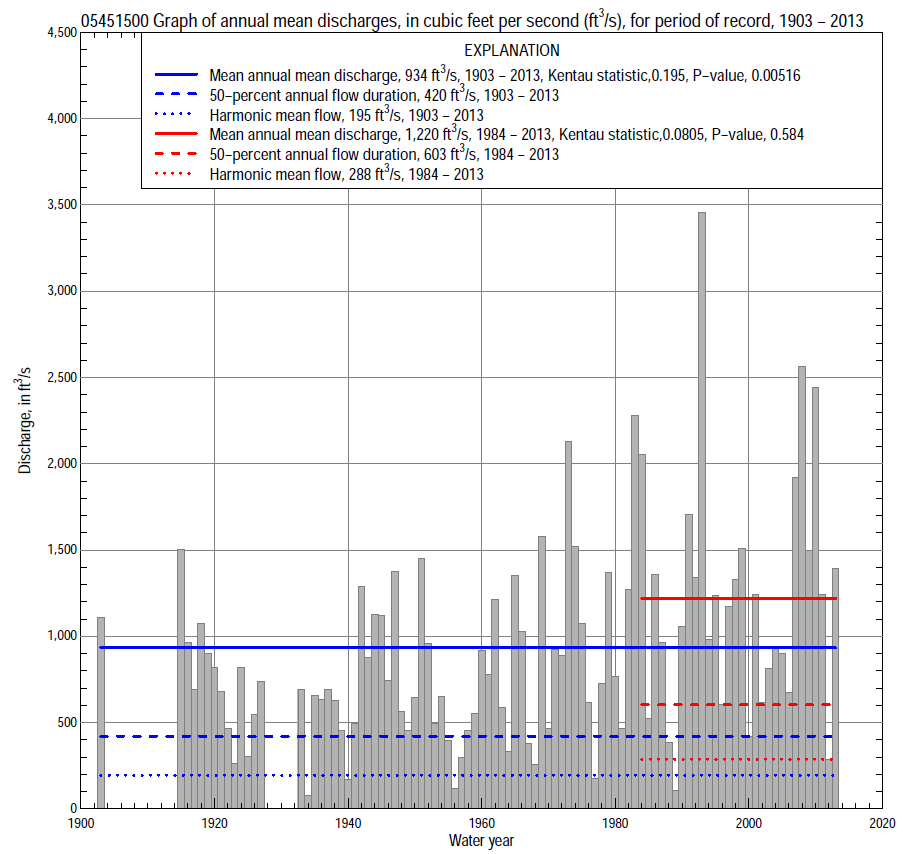 05451500 Graph of annual mean discharges, in cubic feet per second (ft³/s), for period of record, 1903 – 2013
EXPLANATION
Mean annual mean discharge, 934 ft³/s, 1903 – 2013, Kentau statistic,0.195, P–value, 0.00516
50–percent annual flow duration, 420 ft³/s, 1903 – 2013
Harmonic mean flow, 195 ft³/s, 1903 – 2013
Mean annual mean discharge, 1,220 ft³/s, 1984 – 2013, Kentau statistic,0.0805, P–value, 0.584
50–percent annual flow duration, 603 ft³/s, 1984 – 2013
Harmonic mean flow, 288 ft³/s, 1984 – 2013
4,500
4,000
3,500
3,000
2,500
2,000
1,500
1,000
500
0
Discharge, in ft³/s
1900 1920 1940 1960 1980 2000 2020
Water year